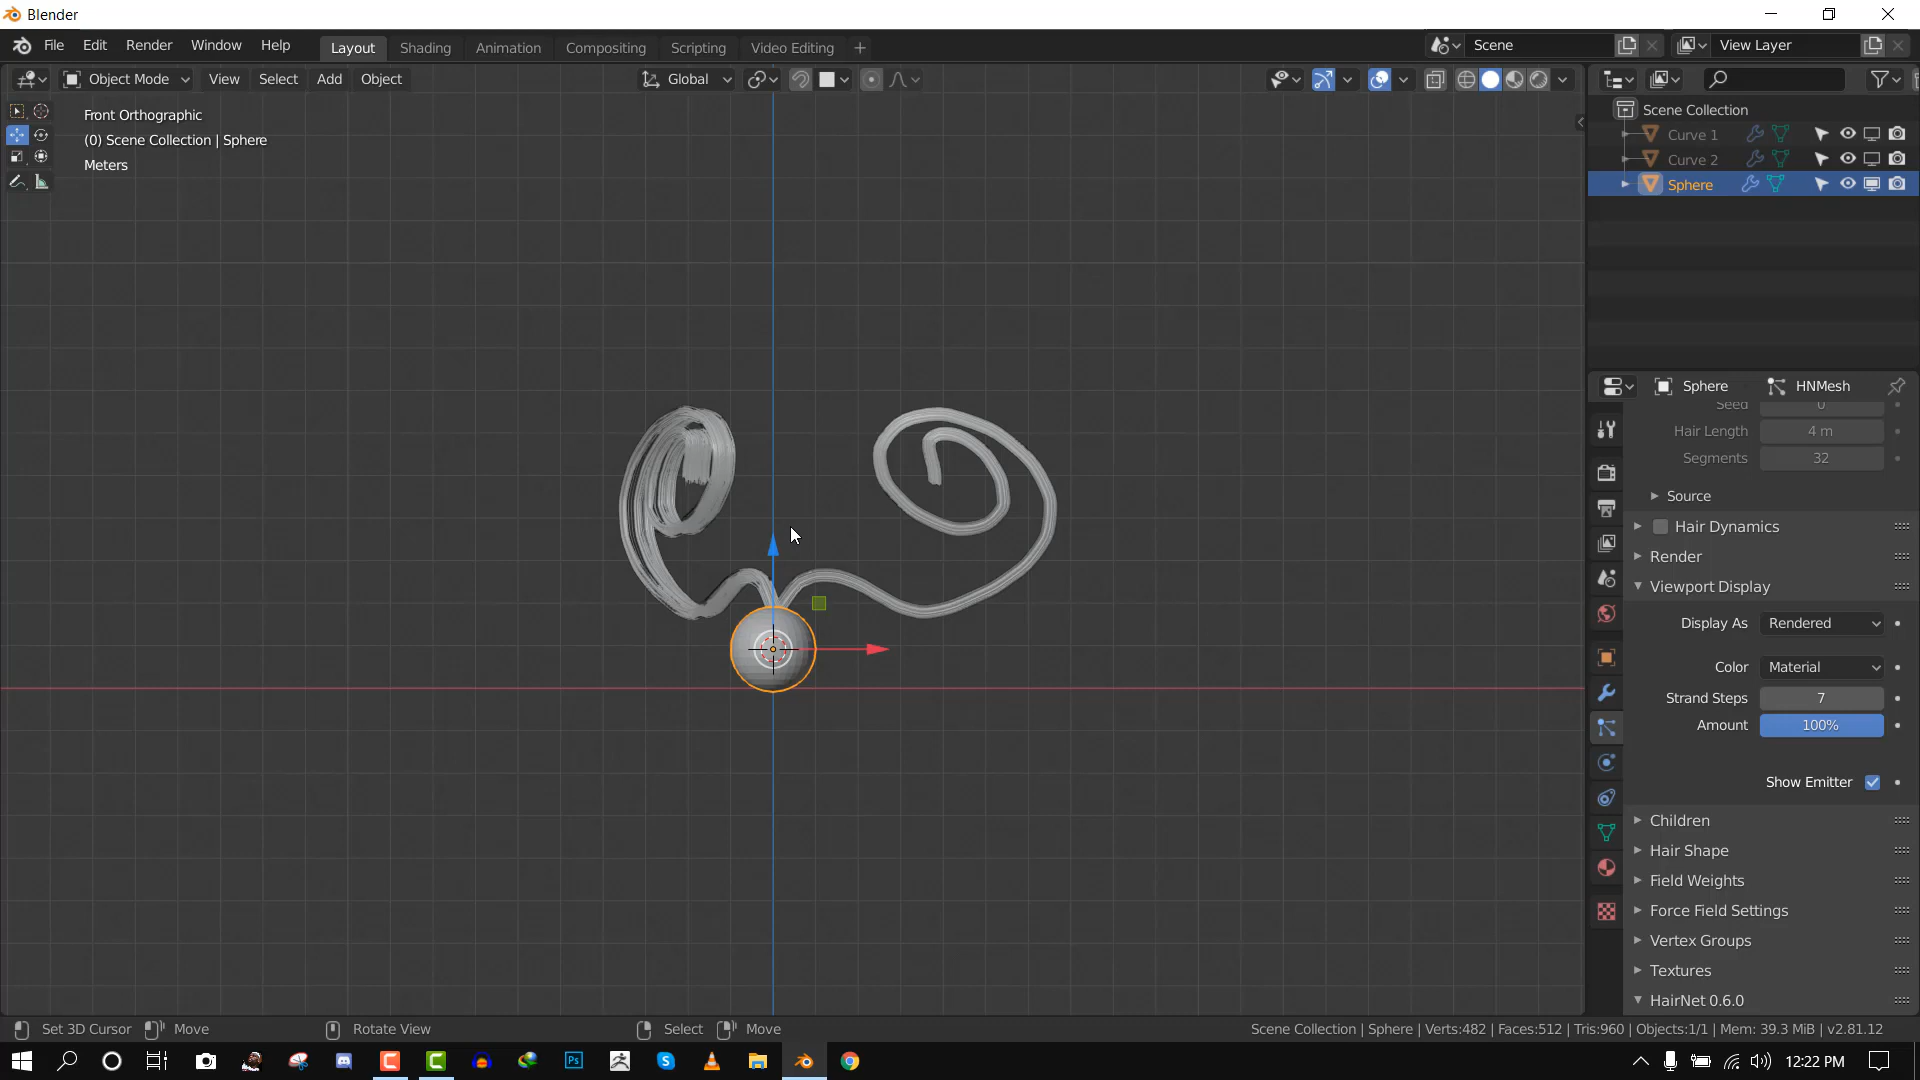 Blender
File Edit Render Window Help Layout Shading Animation Compositing Scripting Video Editing + Scene View Layer
Object Mode View Select Add Object Global
Front Orthographic
(0) Scene Collection | Sphere
Meters
Scene Collection
Curve 1
Curve 2
Sphere
Sphere HNMesh
Seed 0
Hair Length 4 m
Segments 32
Source
Hair Dynamics
Render
Viewport Display
Display As Rendered
Color Material
Strand Steps 7
Amount 100%
Show Emitter
Children
Hair Shape
Field Weights
Force Field Settings
Vertex Groups
Textures
HairNet 0.6.0
Set 3D Cursor Move Rotate View Select Move Scene Collection | Sphere | Verts:482 | Faces:512 | Tris:960 | Objects:1/1 | Mem: 39.3 MiB | v2.81.12
12:22 PM